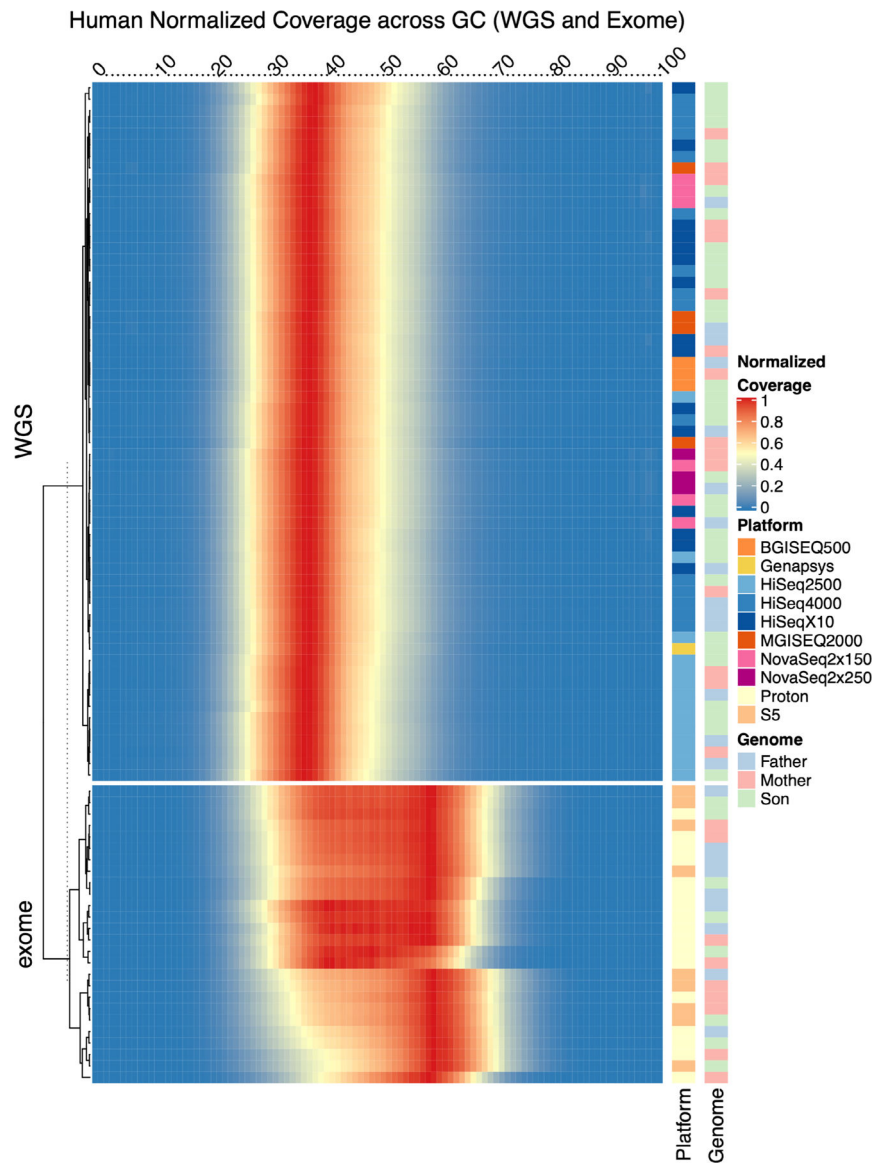 Human Normalized Coverage across GC (WGS and Exome)
0 10 20 30 40 50 60 70 80 90 100
WGS
exome
Normalized
Coverage
1
0.8
0.6
0.4
0.2
0
Platform
BGISEQ500
Genapsys
HiSeq2500
HiSeq4000
HiSeqX10
MGISEQ2000
NovaSeq2x150
NovaSeq2x250
Proton
S5
Genome
Father
Mother
Son
Platform
Genome